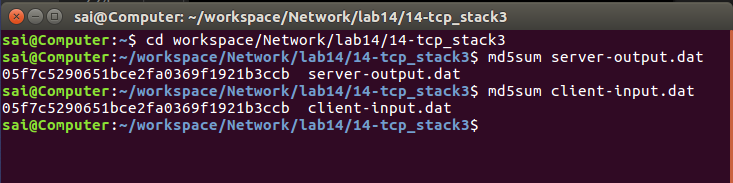 sai@Computer: ~/workspace/Network/lab14/14-tcp_stack3
sai@Computer:~$ cd workspace/Network/lab14/14-tcp_stack3
sai@Computer:~/workspace/Network/lab14/14-tcp_stack3$ md5sum server-output.dat
05f7c5290651bce2fa0369f1921b3ccb  server-output.dat
sai@Computer:~/workspace/Network/lab14/14-tcp_stack3$ md5sum client-input.dat
05f7c5290651bce2fa0369f1921b3ccb  client-input.dat
sai@Computer:~/workspace/Network/lab14/14-tcp_stack3$